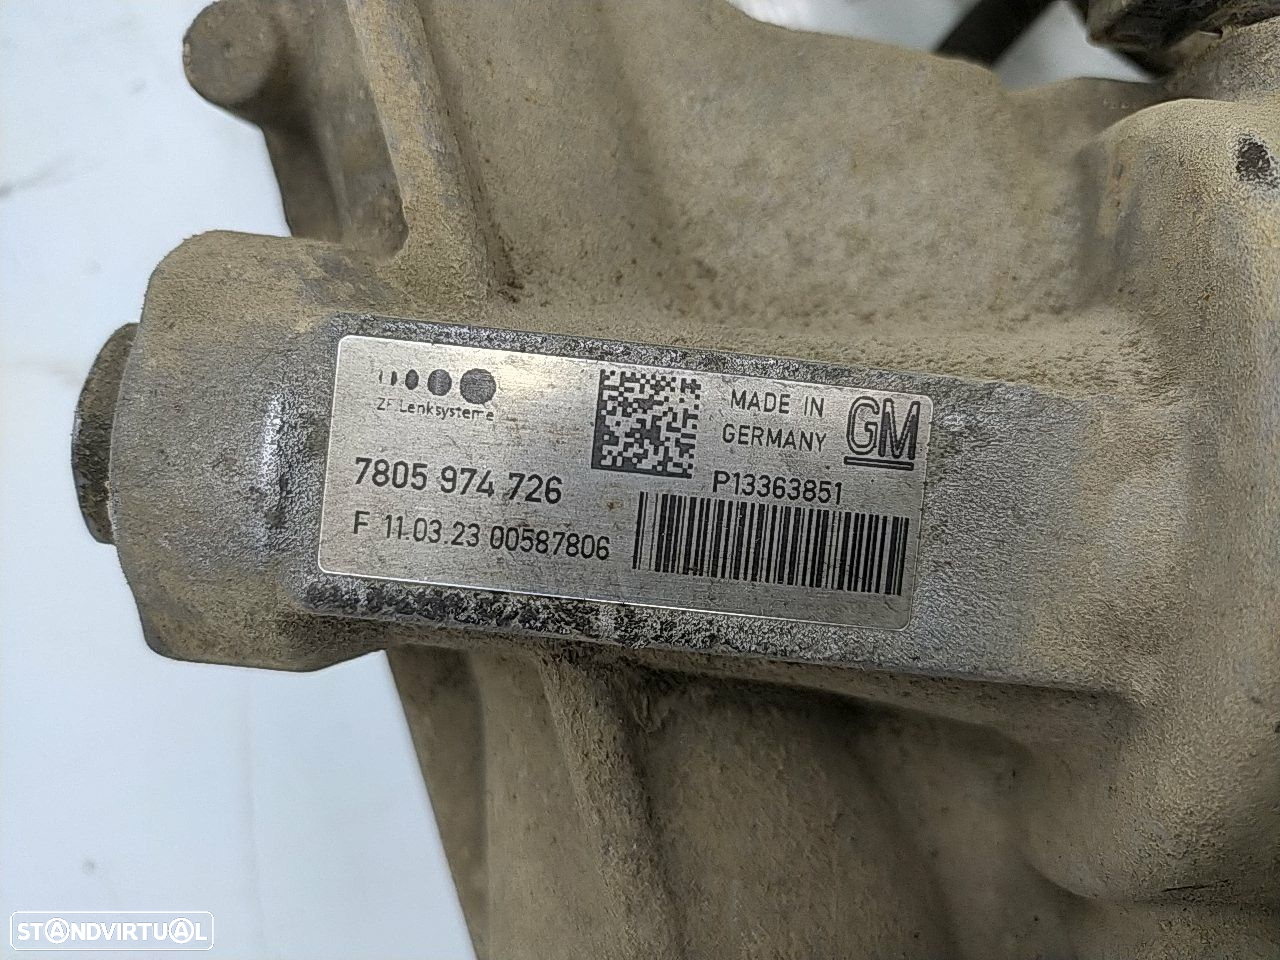 ZF Lenksysteme
MADE IN
GERMANY
GM
7805 974 726
P13363851
F 11.03.23 00587806
STANDVIRTUAL